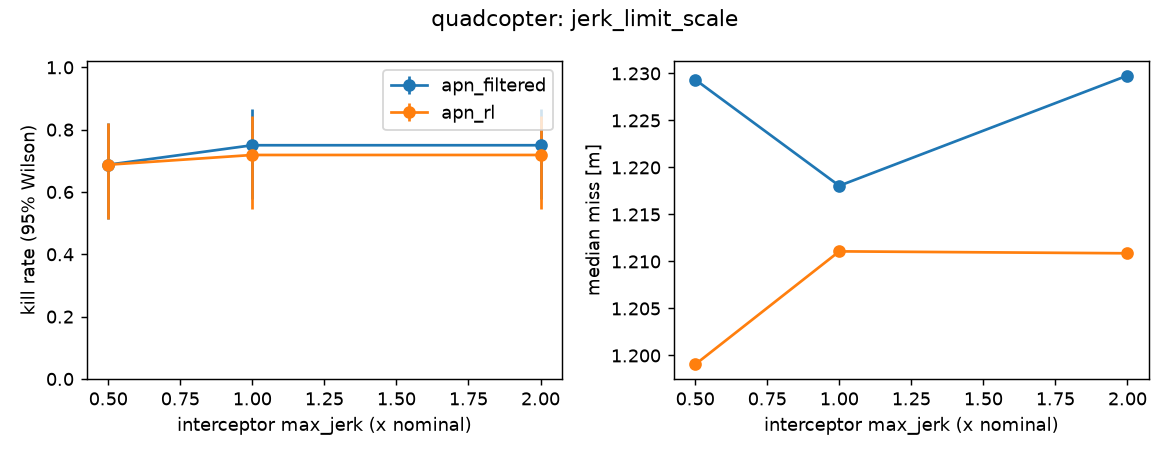 quadcopter: jerk_limit_scale
kill rate (95% Wilson)
1.0
0.8
0.6
0.4
0.2
0.0
apn_filtered
apn_rl
0.50 0.75 1.00 1.25 1.50 1.75 2.00
interceptor max_jerk (x nominal)
median miss [m]
1.230
1.225
1.220
1.215
1.210
1.205
1.200
0.50 0.75 1.00 1.25 1.50 1.75 2.00
interceptor max_jerk (x nominal)